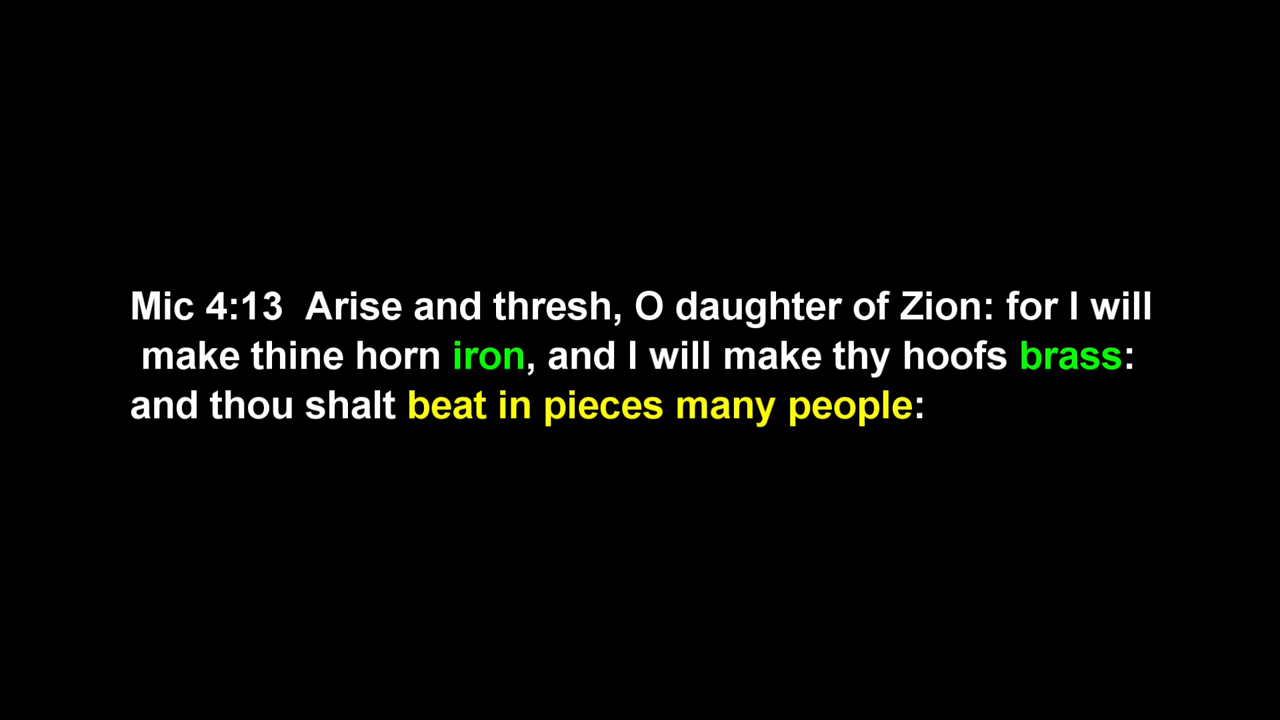 Mic 4:13  Arise and thresh, O daughter of Zion: for I will
make thine horn iron, and I will make thy hoofs brass:
and thou shalt beat in pieces many people: